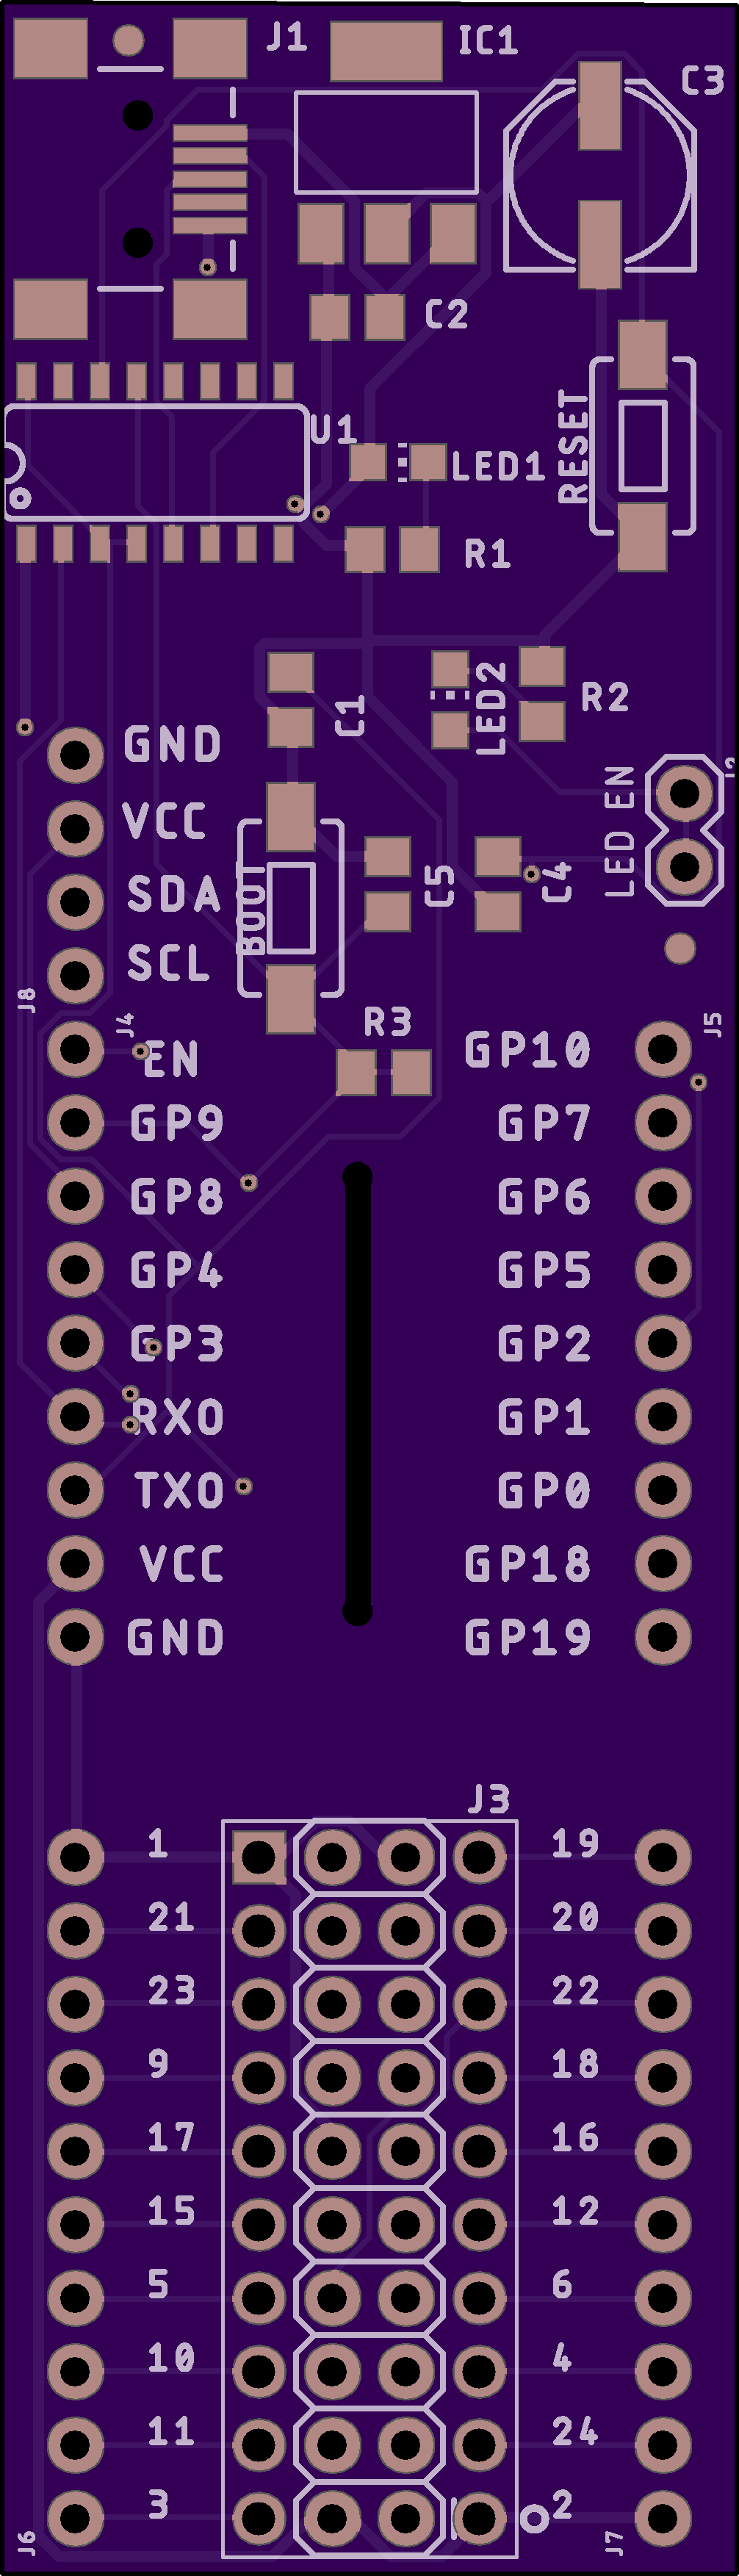 J1
IC1
C3
C2
U1
LED1
RESET
R1
C1
LED2
R2
GND
VCC
SDA
SCL
J8
BOOT
C5
C4
LED EN
J4
EN
R3
GP10
J5
GP9
GP7
GP8
GP6
GP4
GP5
GP3
GP2
RX0
GP1
TX0
GP0
VCC
GP18
GND
GP19
J3
1
19
21
20
23
22
9
18
17
16
15
12
5
6
10
4
11
24
3
2
J6
J7